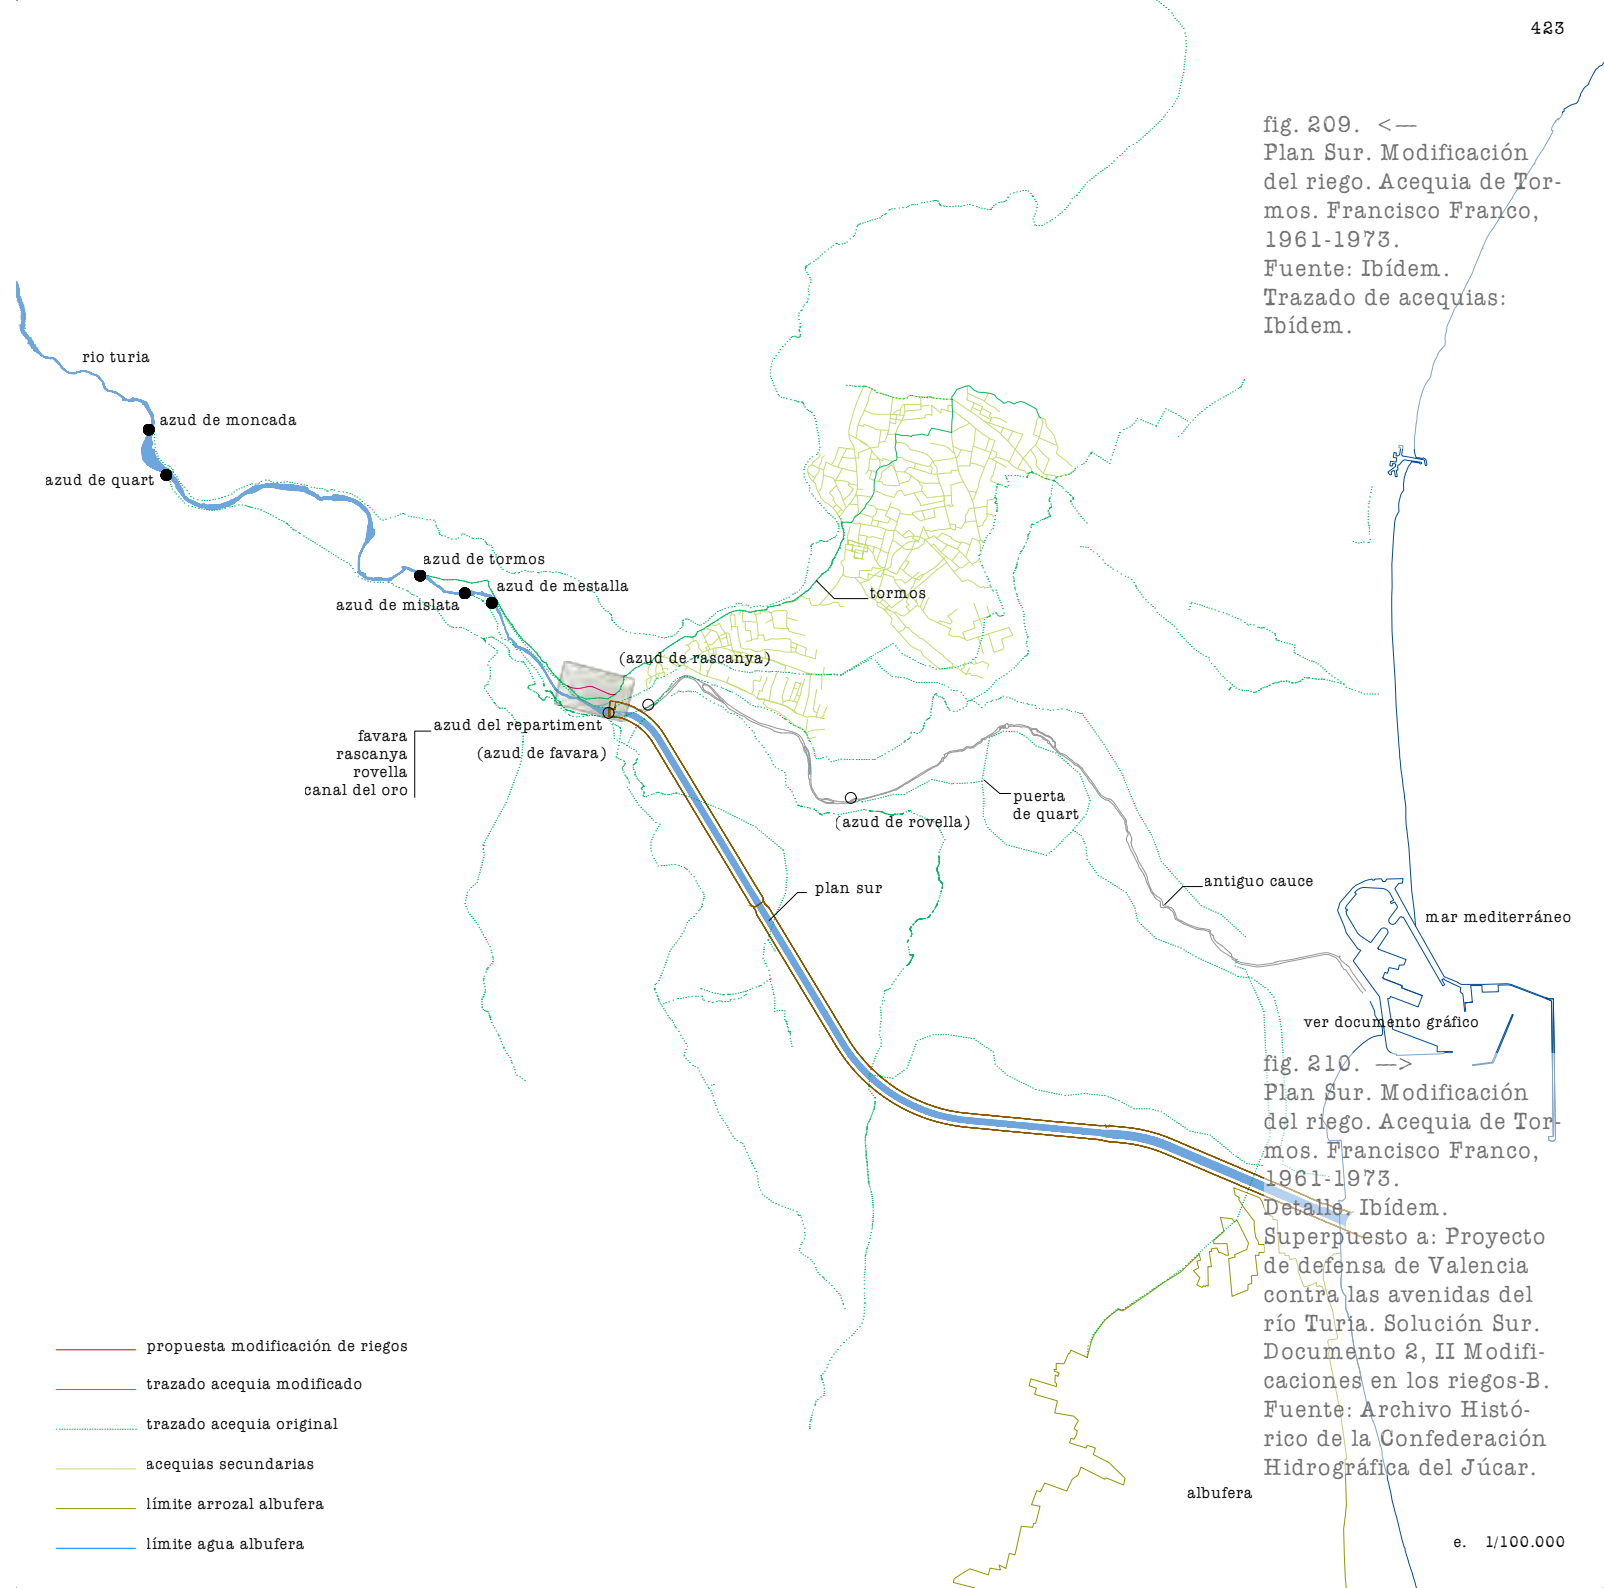 423
fig. 209. <—
Plan Sur. Modificación
del riego. Acequia de Tor-
mos. Francisco Franco,
1961-1973.
Fuente: Ibídem.
Trazado de acequias:
Ibídem.
rio turia
azud de moncada
azud de quart
azud de tormos
azud de mestalla
azud de mislata
tormos
(azud de rascanya)
azud del repartiment
(azud de favara)
favara
rascanya
rovella
canal del oro
puerta
de quart
(azud de rovella)
plan sur
antiguo cauce
mar mediterráneo
ver documento gráfico
fig. 210. —>
Plan Sur. Modificación
del riego. Acequia de Tor-
mos. Francisco Franco,
1961-1973.
Detalle. Ibídem.
Superpuesto a: Proyecto
de defensa de Valencia
contra las avenidas del
río Turia. Solución Sur.
Documento 2, II Modifi-
caciones en los riegos-B.
Fuente: Archivo Histó-
rico de la Confederación
Hidrográfica del Júcar.
albufera
propuesta modificación de riegos
trazado acequia modificado
trazado acequia original
acequias secundarias
límite arrozal albufera
límite agua albufera
e. 1/100.000